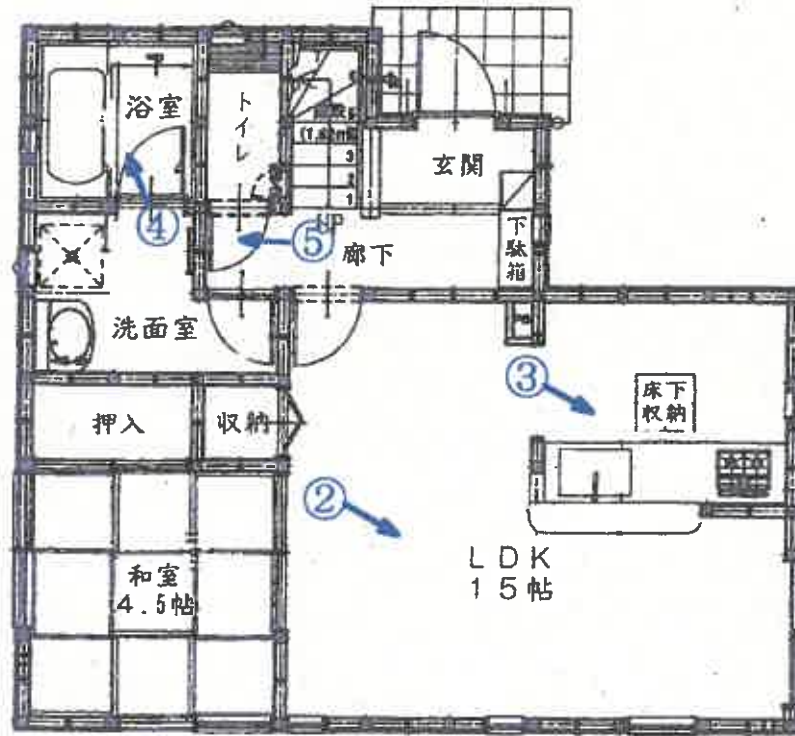 浴室
トイレ
3
2
1
UP
玄関
④
⑤
廊下
下駄箱
洗面室
③
床下
収納
押入
収納
②
LDK
15帖
和室
4.5帖